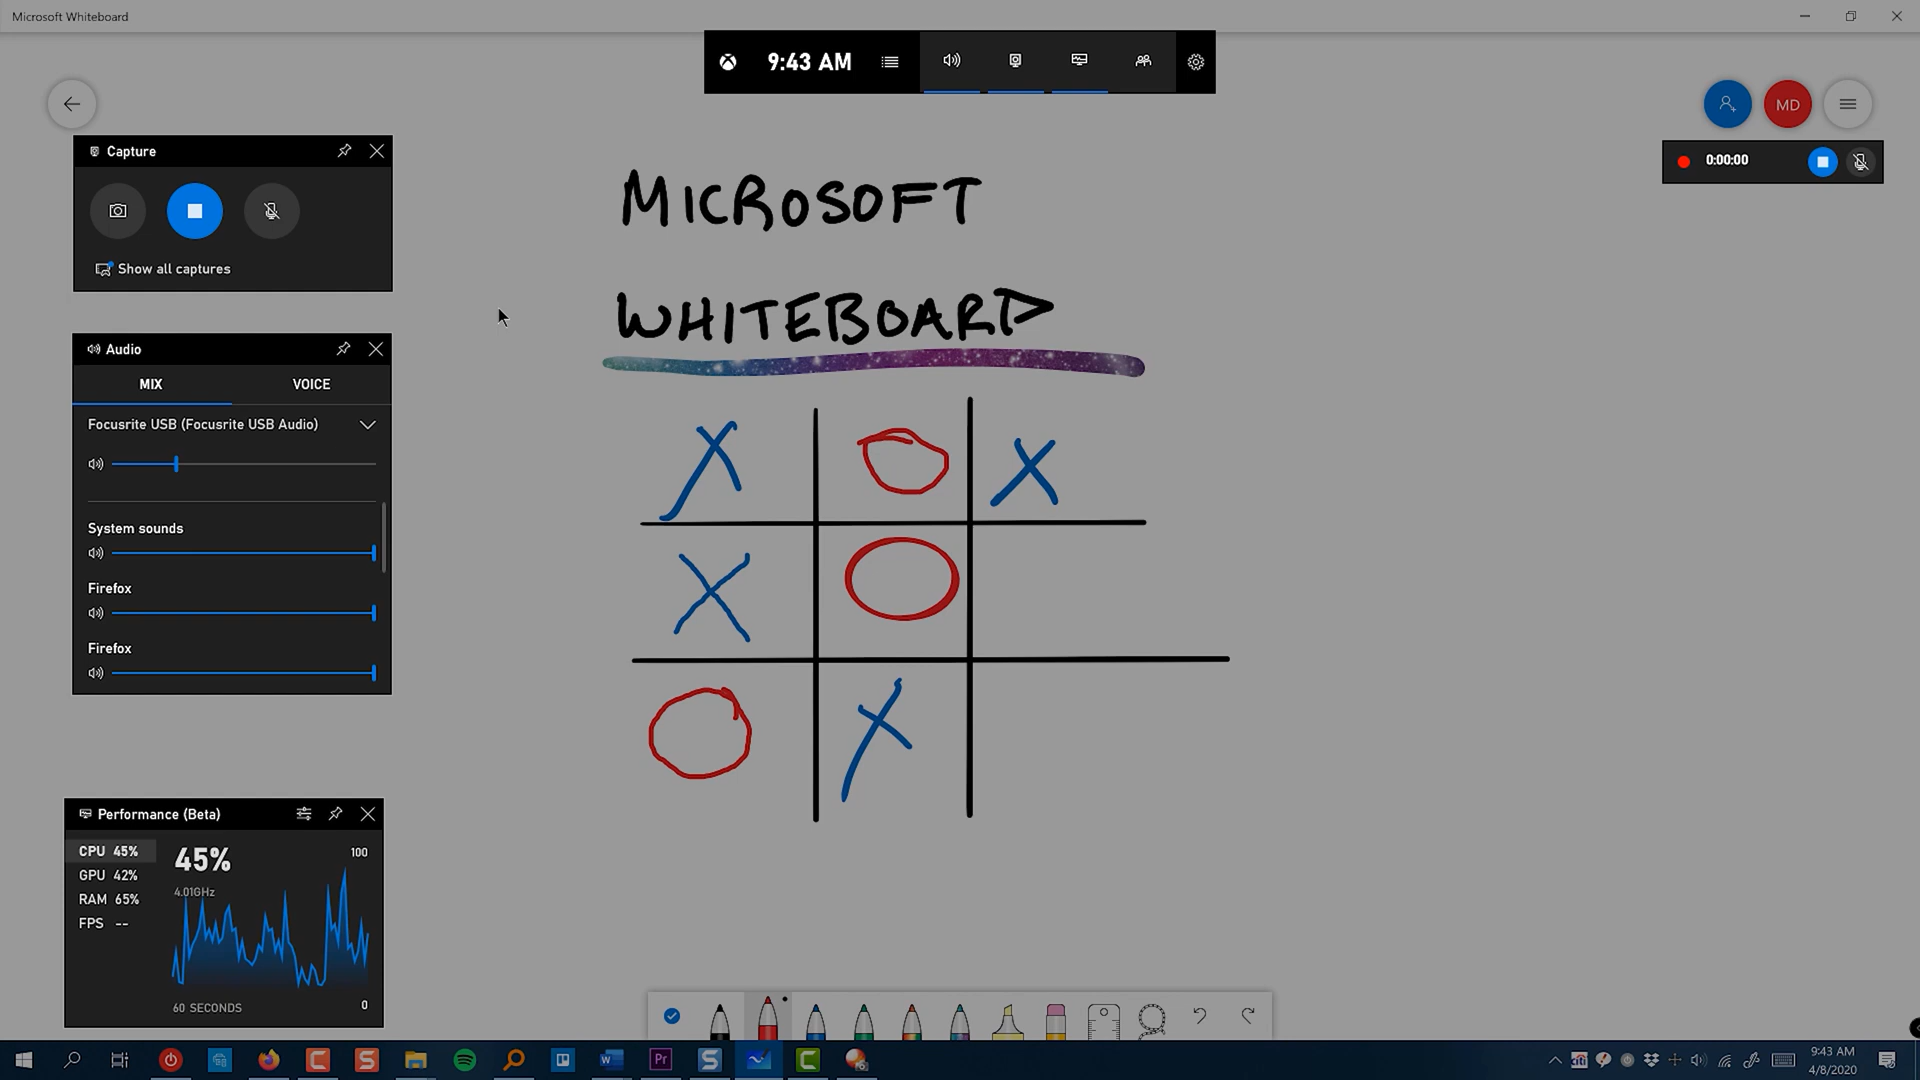 Microsoft Whiteboard
9:43 AM
MD
Capture
0:00:00
Show all captures
MICROSOFT
WHITEBOARD
Audio
MIX VOICE
Focusrite USB (Focusrite USB Audio)
System sounds
Firefox
Firefox
X O X
X O
O X
Performance (Beta)
CPU 45%
GPU 42%
RAM 65%
FPS --
45%
4.01GHz
100
60 SECONDS
0
9:43 AM
4/8/2020